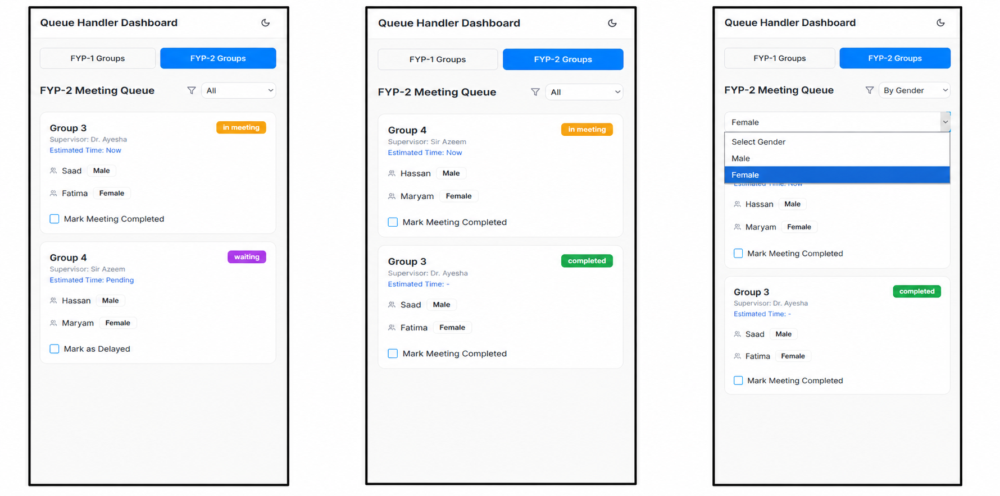 Queue Handler Dashboard
FYP-1 Groups FYP-2 Groups
FYP-2 Meeting Queue All
Group 3 in meeting
Supervisor: Dr. Ayesha
Estimated Time: Now
Saad Male
Fatima Female
Mark Meeting Completed
Group 4 waiting
Supervisor: Sir Azeem
Estimated Time: Pending
Hassan Male
Maryam Female
Mark as Delayed
Queue Handler Dashboard
FYP-1 Groups FYP-2 Groups
FYP-2 Meeting Queue All
Group 4 in meeting
Supervisor: Sir Azeem
Estimated Time: Now
Hassan Male
Maryam Female
Mark Meeting Completed
Group 3 completed
Supervisor: Dr. Ayesha
Estimated Time: -
Saad Male
Fatima Female
Mark Meeting Completed
Queue Handler Dashboard
FYP-1 Groups FYP-2 Groups
FYP-2 Meeting Queue By Gender
Female
Select Gender
Male
Female
Estimated Time: Now
Hassan Male
Maryam Female
Mark Meeting Completed
Group 3 completed
Supervisor: Dr. Ayesha
Estimated Time: -
Saad Male
Fatima Female
Mark Meeting Completed